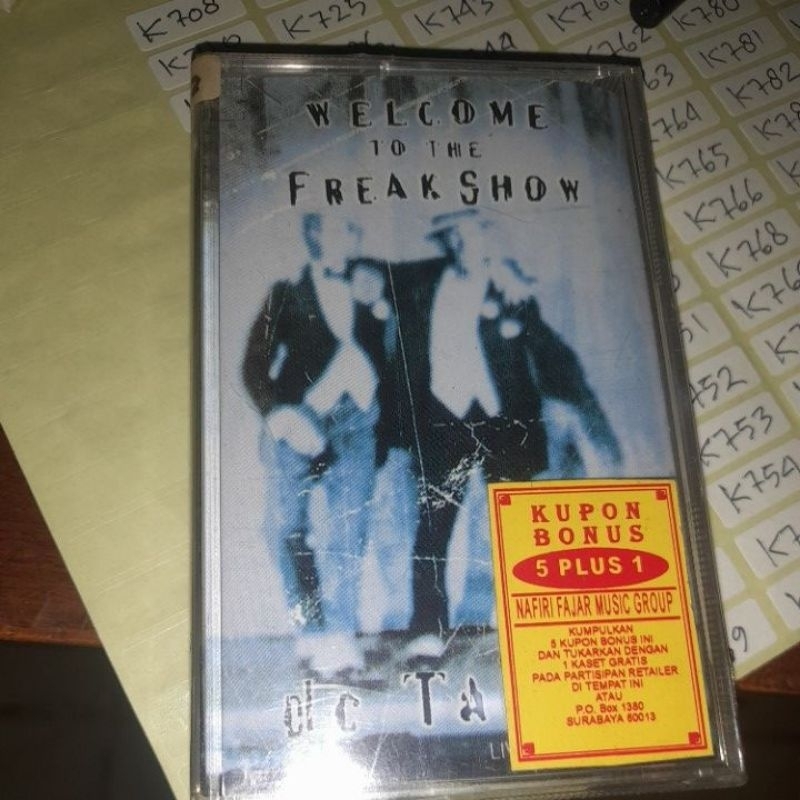 K708
K725
K743
K780
K781
K782
K762
K764
K765
K766
K768
K753
K754
WELCOME
TO THE
FREAKSHOW
dc Ta
KUPON
BONUS
5 PLUS 1
NAFIRI FAJAR MUSIC GROUP
KUMPULKAN
5 KUPON BONUS INI
DAN TUKARKAN DENGAN
1 KASET GRATIS
PADA PARTISIPAN RETAILER
DI TEMPAT INI
ATAU
P.O. Box 1380
SURABAYA 60013